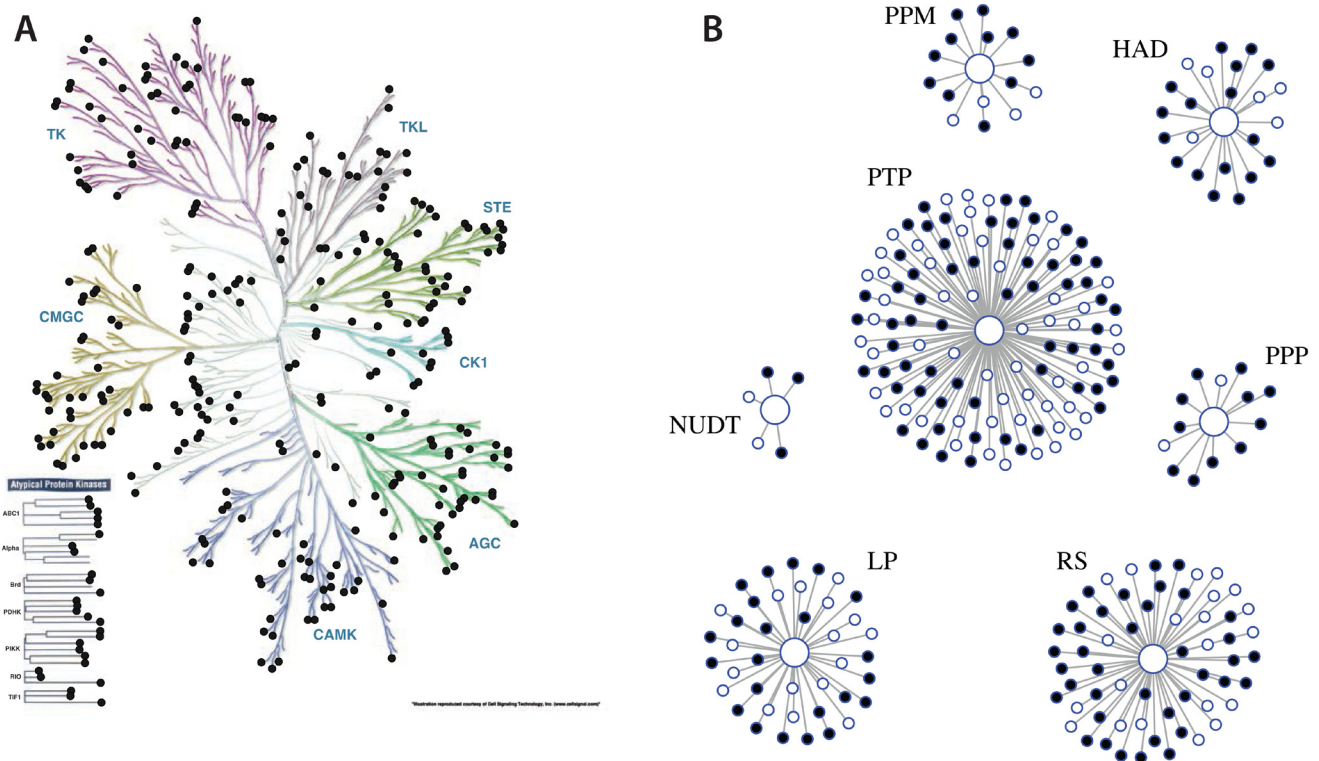 A
TK
TKL
STE
CMGC
CK1
AGC
CAMK
Atypical Protein Kinases
ABC1
Alpha
Brd
PDHK
PIKK
RIO
TIF1
"Illustration reproduced courtesy of Cell Signaling Technology, Inc. (www.cellsignal.com)"
B
PPM
HAD
PTP
NUDT
PPP
LP
RS